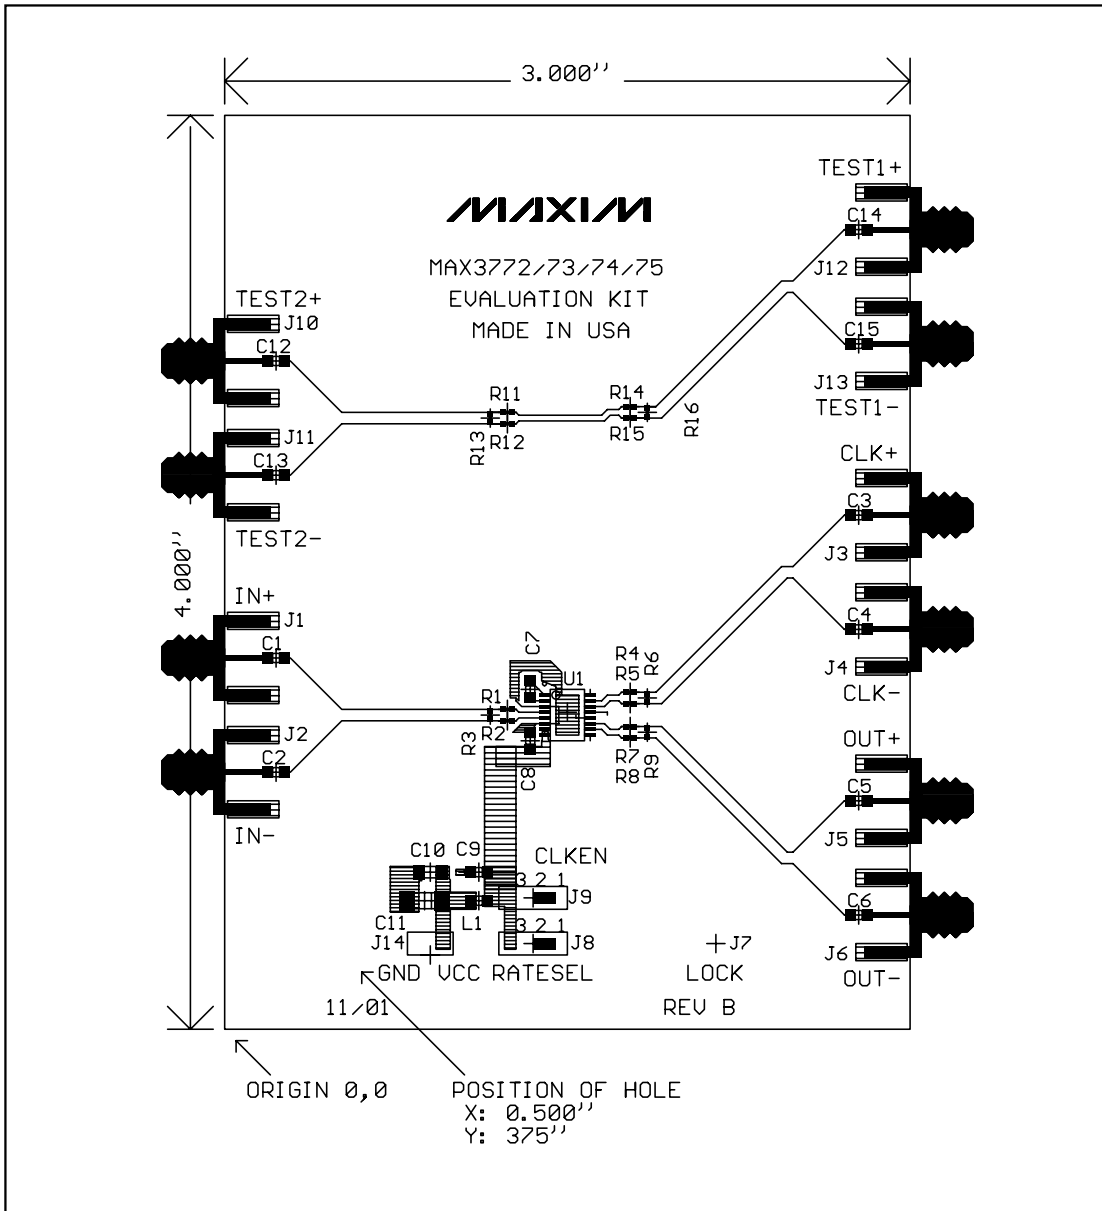 3.000''
TEST1+
C14
MAXIM
J12
MAX3772/73/74/75
EVALUATION KIT
MADE IN USA
TEST2+
J10
C12
C15
J13
TEST1-
R11
R14
R13
R12
R15
R16
J11
C13
TEST2-
CLK+
C3
J3
4.000''
IN+
J1
C1
C4
J4
CLK-
C7
U1
R4
R5
R6
R1
R2
R3
J2
C2
C8
R7
R8
R9
OUT+
C5
J5
IN-
C10
C9
CLKEN
3 2 1
J9
C11
L1
3 2 1
J14
J8
J7
C6
J6
GND VCC RATESEL
LOCK
OUT-
11/01
REV B
ORIGIN 0,0
POSITION OF HOLE
X: 0.500''
Y: 375''